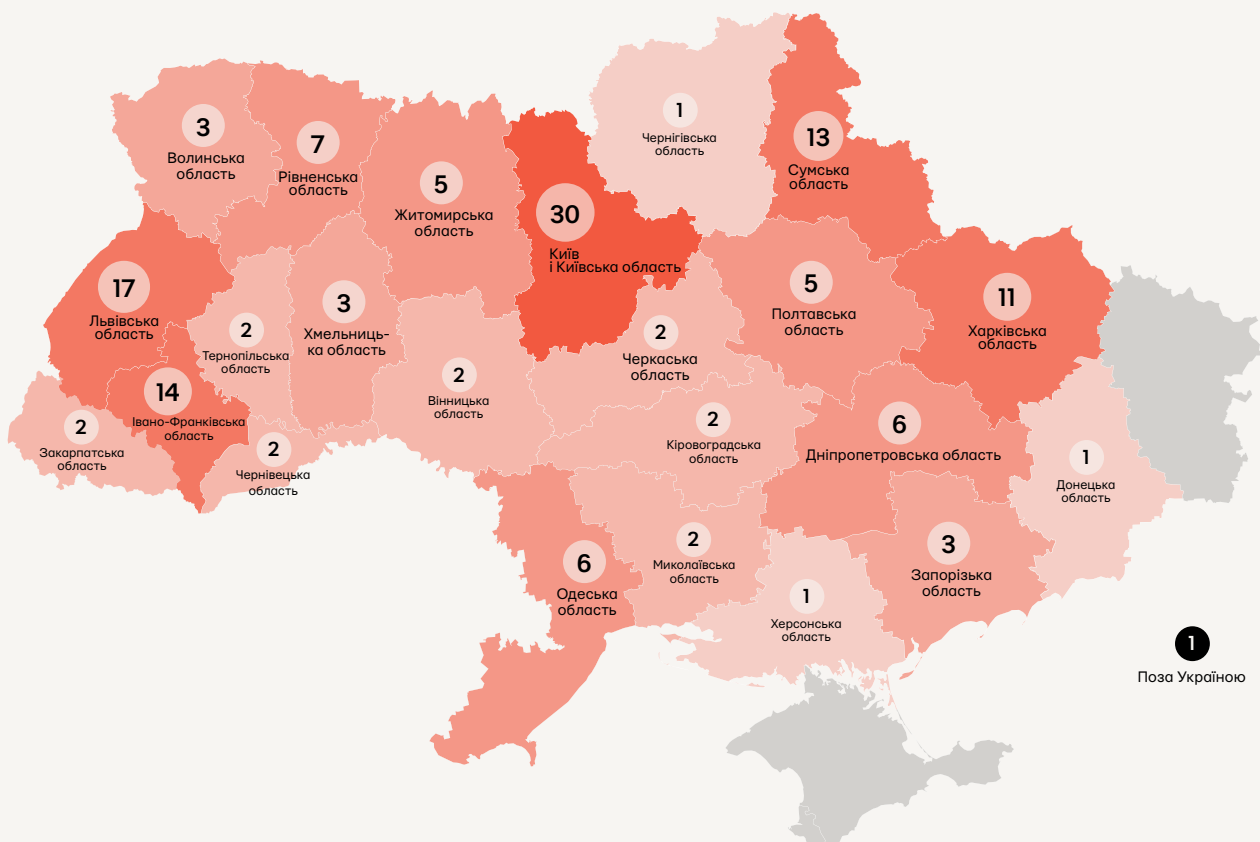 1
Чернігівська
область
13
Сумська
область
3
Волинська
область
7
Рівненська
область
5
Житомирська
область
30
Київ
і Київська область
17
Львівська
область
2
Тернопільська
область
3
Хмельниць-
ка область
2
Черкаська
область
5
Полтавська
область
11
Харківська
область
14
Івано-Франківська
область
2
Вінницька
область
2
Закарпатська
область
2
Чернівецька
область
2
Кіровоградська
область
6
Дніпропетровська область
1
Донецька
область
6
Одеська
область
2
Миколаївська
область
3
Запорізька
область
1
Херсонська
область
1
Поза Україною